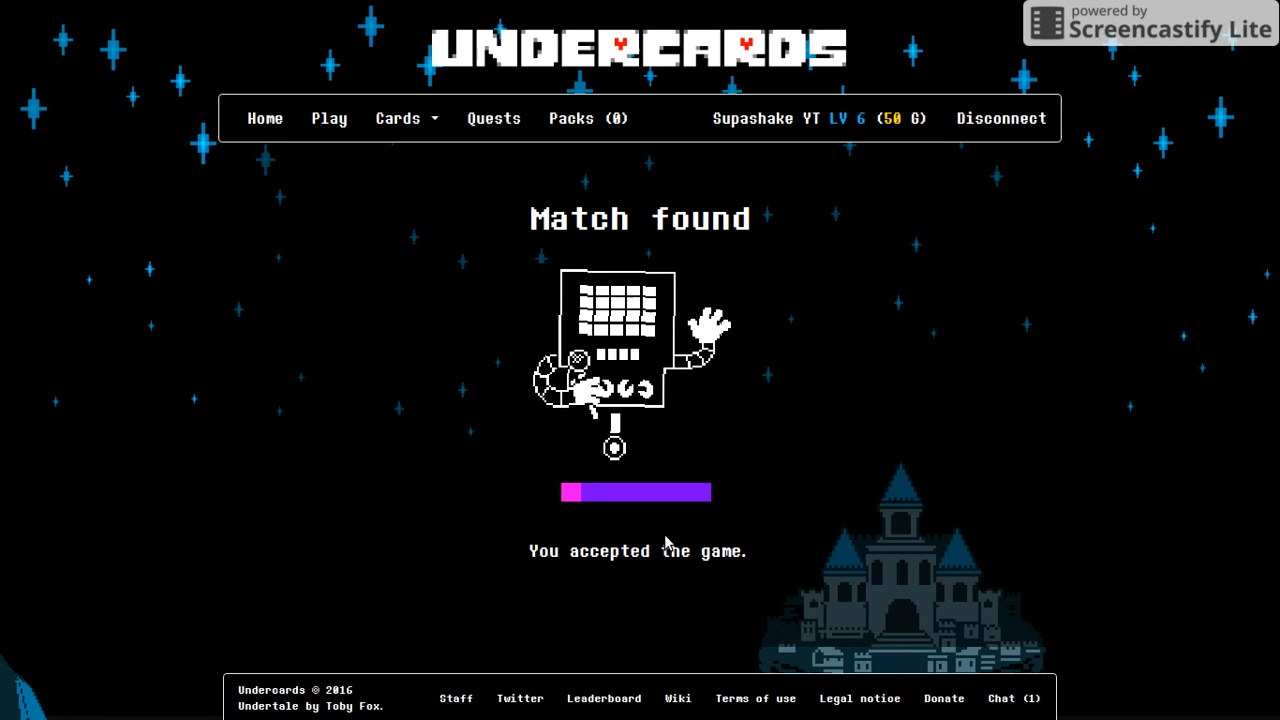 powered by
Screencastify Lite
UNDERCARDS
Home Play Cards Quests Packs (0) Supashake YT LV 6 (50 G) Disconnect
Match found
You accepted the game.
Undercards © 2016
Undertale by Toby Fox.
Staff Twitter Leaderboard Wiki Terms of use Legal notice Donate Chat (1)